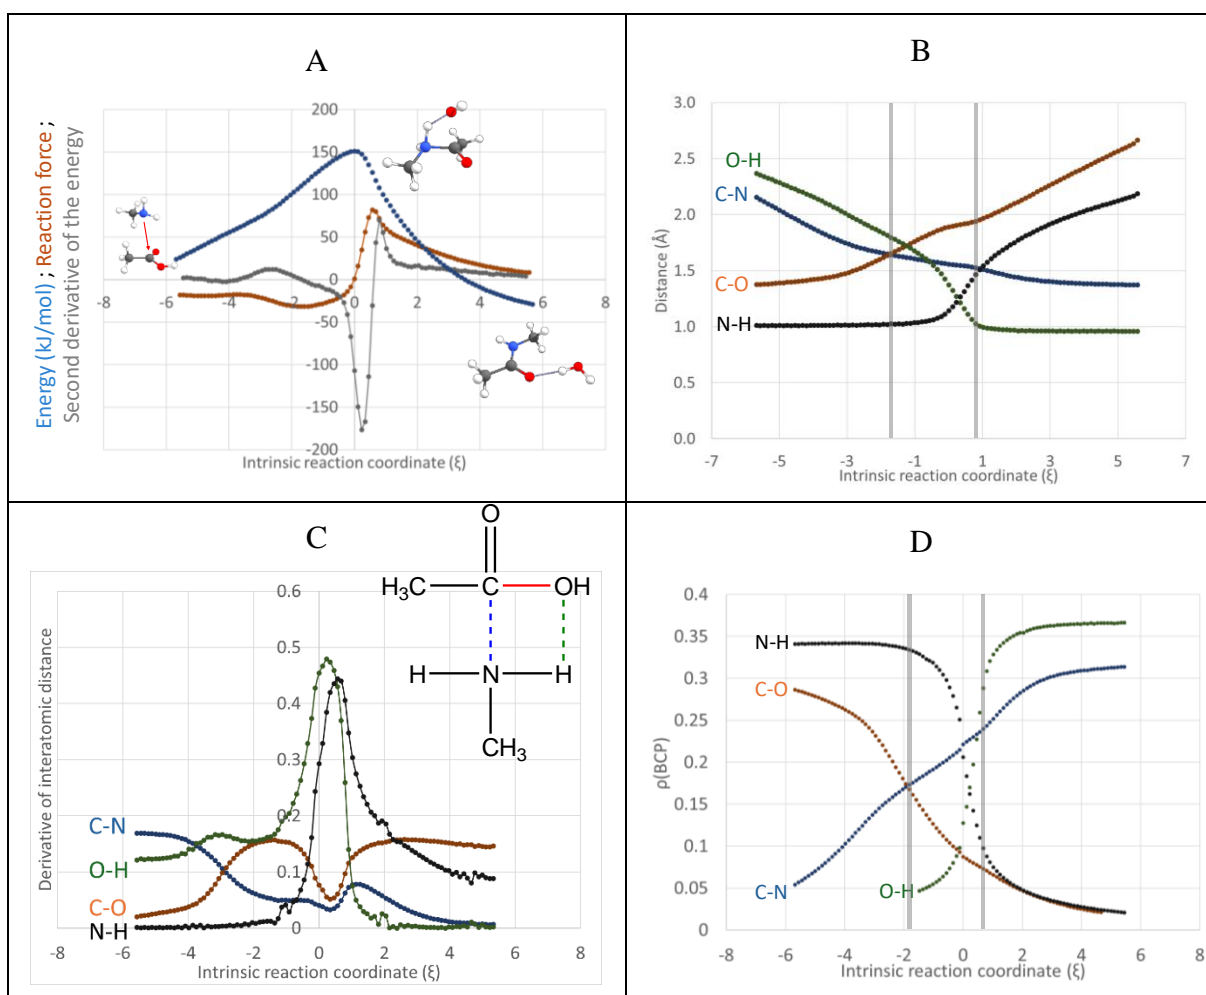 A
Energy (kJ/mol) ; Reaction force ;
Second derivative of the energy
200
150
100
50
0
-50
-100
-150
-200
-8 -6 -4 -2 0 2 4 6 8
Intrinsic reaction coordinate (ξ)
B
Distance (Å)
3.0
2.5
2.0
1.5
1.0
0.5
0.0
O-H
C-N
C-O
N-H
-7 -5 -3 -1 1 3 5 7
Intrinsic reaction coordinate (ξ)
C
O
H₃C C OH
H N H
CH₃
Derivative of interatomic distance
0.6
0.5
0.4
0.3
0.2
0.1
0
C-N
O-H
C-O
N-H
-8 -6 -4 -2 0 2 4 6 8
Intrinsic reaction coordinate (ξ)
D
ρ(BCP)
0.4
0.35
0.3
0.25
0.2
0.15
0.1
0.05
0
N-H
C-O
C-N
O-H
-8 -6 -4 -2 0 2 4 6 8
Intrinsic reaction coordinate (ξ)